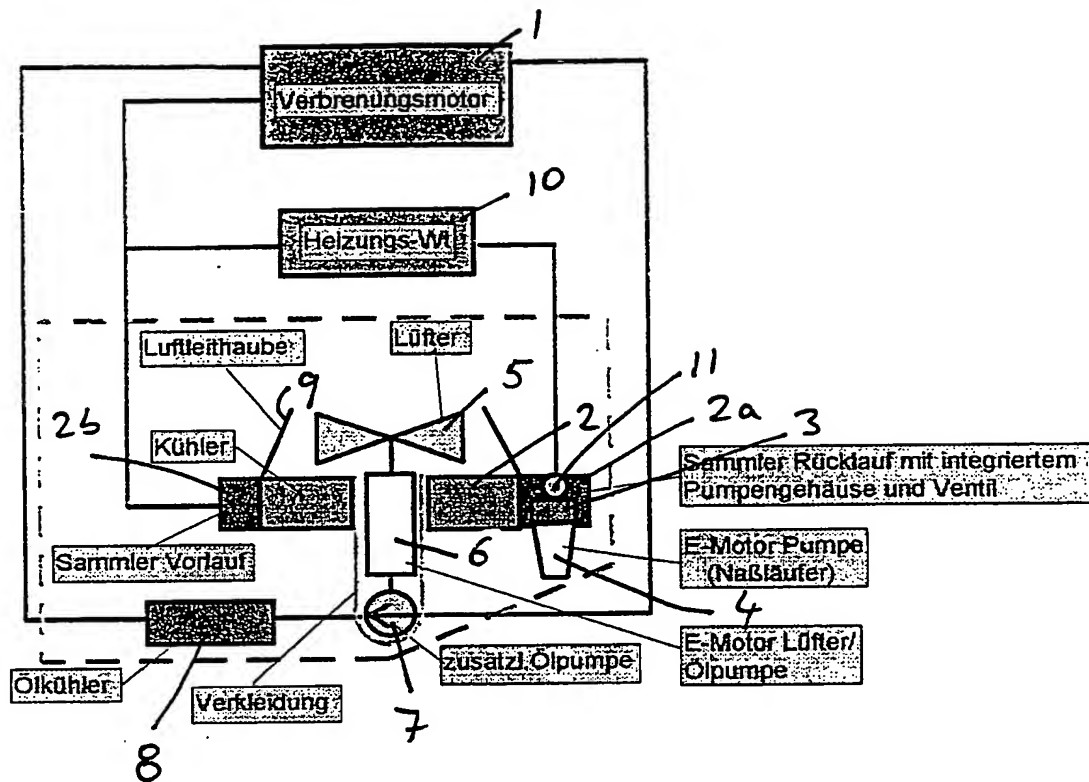 1
Verbrenungsmotor
10
Heizungs-Wt
Luftleithaube
Lüfter
9
5
11
2b
2
2a
3
Kühler
Sammler Rücklauf mit integriertem
Pumpengehäuse und Ventil
Sammler Vorlauf
6
E-Motor Pumpe
(Naßläufer)
4
E-Motor Lüfter/
Ölpumpe
zusätzl.Ölpumpe
Ölkühler
Verkleidung
7
8